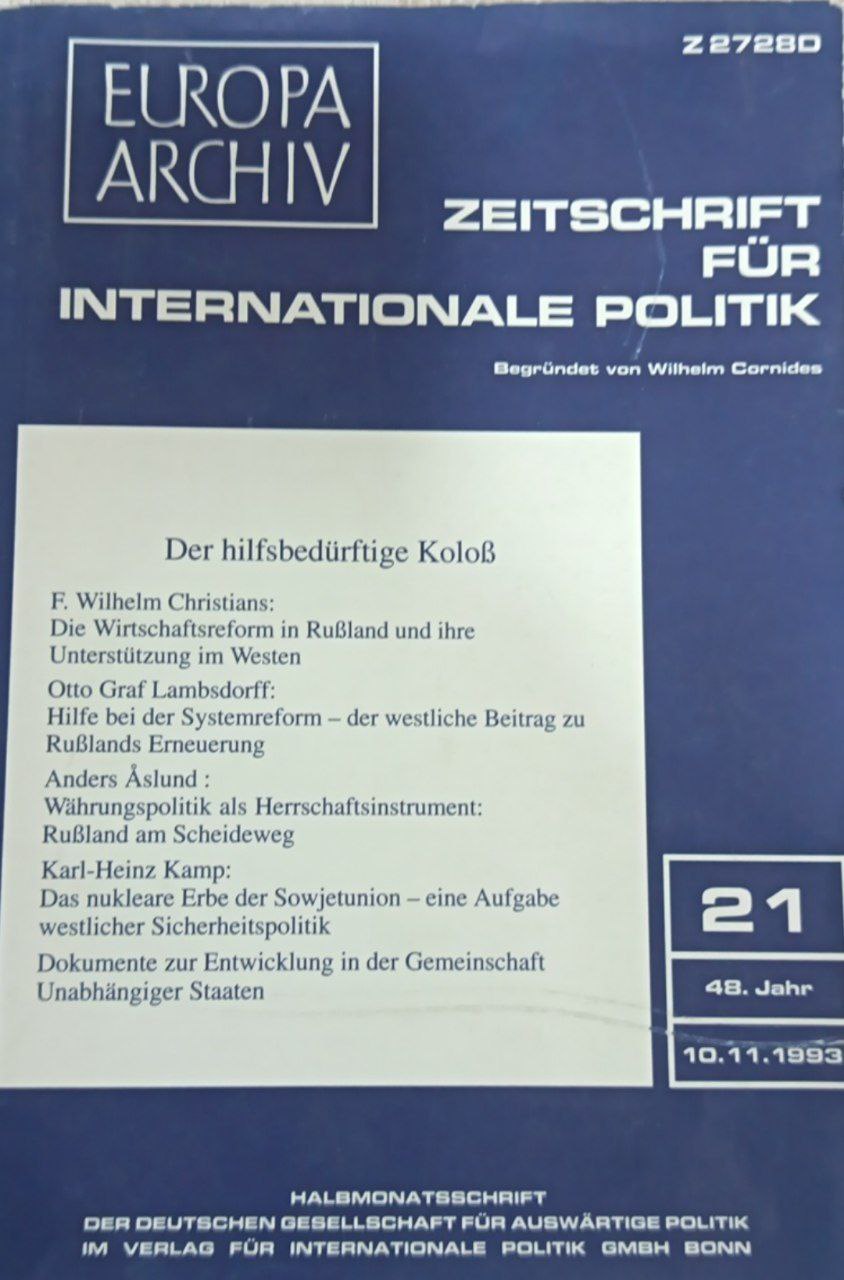 Z 2728D
EUROPA
ARCHIV
ZEITSCHRIFT
FÜR
INTERNATIONALE POLITIK
Begründet von Wilhelm Cornides
Der hilfsbedürftige Koloß
F. Wilhelm Christians:
Die Wirtschaftsreform in Rußland und ihre
Unterstützung im Westen
Otto Graf Lambsdorff:
Hilfe bei der Systemreform – der westliche Beitrag zu
Rußlands Erneuerung
Anders Åslund :
Währungspolitik als Herrschaftsinstrument:
Rußland am Scheideweg
Karl-Heinz Kamp:
Das nukleare Erbe der Sowjetunion – eine Aufgabe
westlicher Sicherheitspolitik
Dokumente zur Entwicklung in der Gemeinschaft
Unabhängiger Staaten
21
48. Jahr
10.11.1993
HALBMONATSSCHRIFT
DER DEUTSCHEN GESELLSCHAFT FÜR AUSWÄRTIGE POLITIK
IM VERLAG FÜR INTERNATIONALE POLITIK GMBH BONN